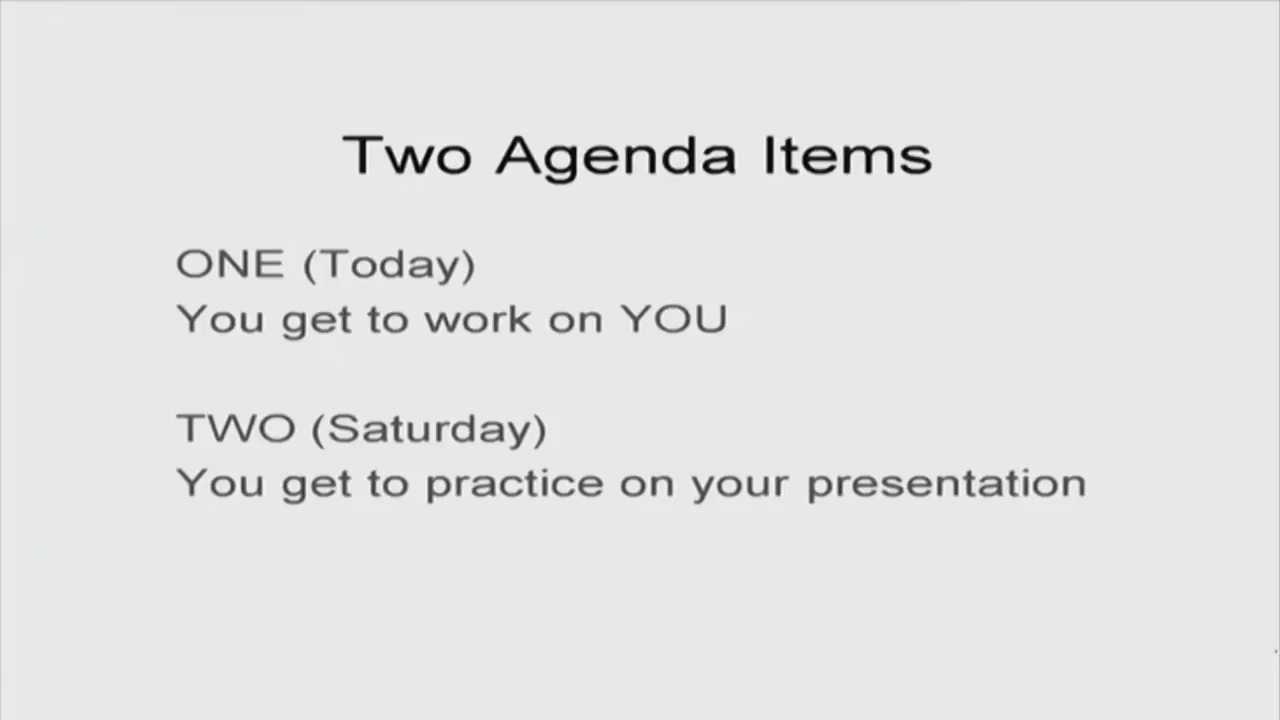 Two Agenda Items
ONE (Today)
You get to work on YOU
TWO (Saturday)
You get to practice on your presentation